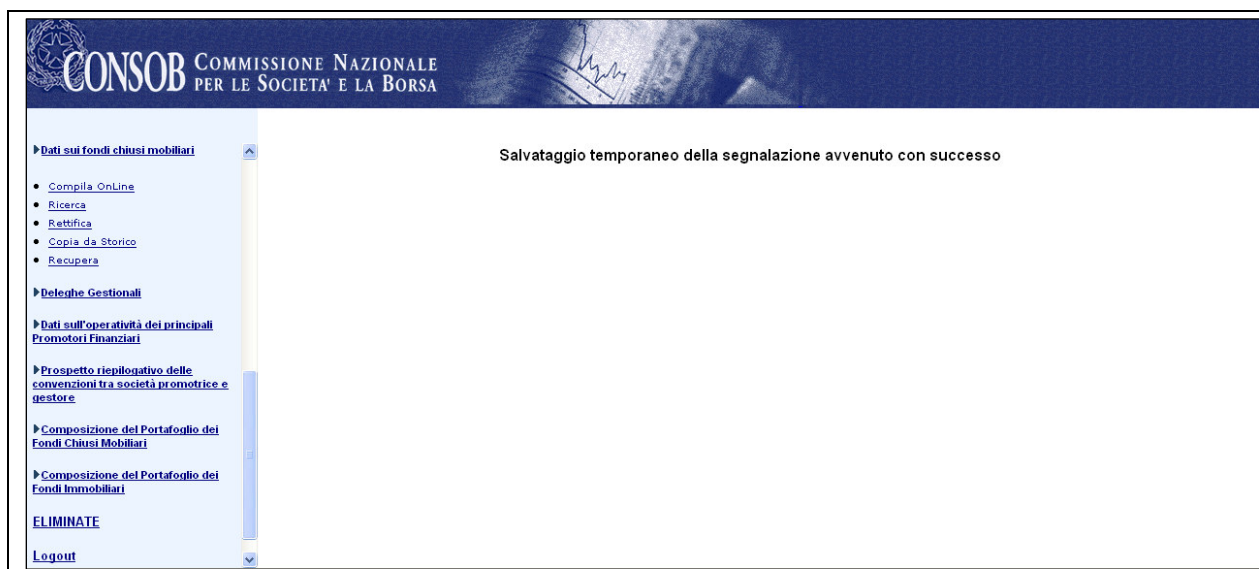 CONSOB COMMISSIONE NAZIONALE
PER LE SOCIETA' E LA BORSA
Dati sui fondi chiusi mobiliari
Compila OnLine
Ricerca
Rettifica
Copia da Storico
Recupera
Deleghe Gestionali
Dati sull'operatività dei principali
Promotori Finanziari
Prospetto riepilogativo delle
convenzioni tra società promotrice e
gestore
Composizione del Portafoglio dei
Fondi Chiusi Mobiliari
Composizione del Portafoglio dei
Fondi Immobiliari
ELIMINATE
Logout
Salvataggio temporaneo della segnalazione avvenuto con successo